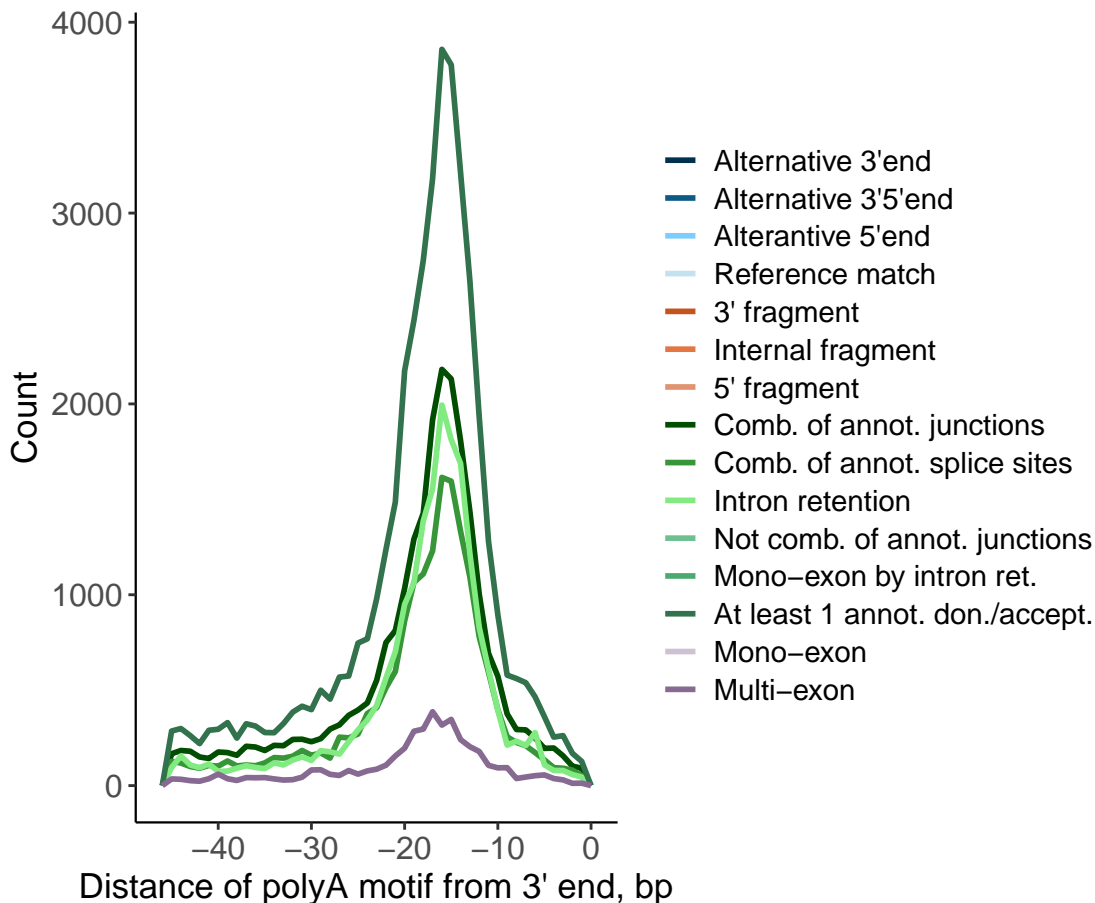 4000
3000
2000
1000
0
Count
−40
−30
−20
−10
0
Distance of polyA motif from 3' end, bp
Alternative 3'end
Alternative 3'5'end
Alterantive 5'end
Reference match
3' fragment
Internal fragment
5' fragment
Comb. of annot. junctions
Comb. of annot. splice sites
Intron retention
Not comb. of annot. junctions
Mono−exon by intron ret.
At least 1 annot. don./accept.
Mono−exon
Multi−exon